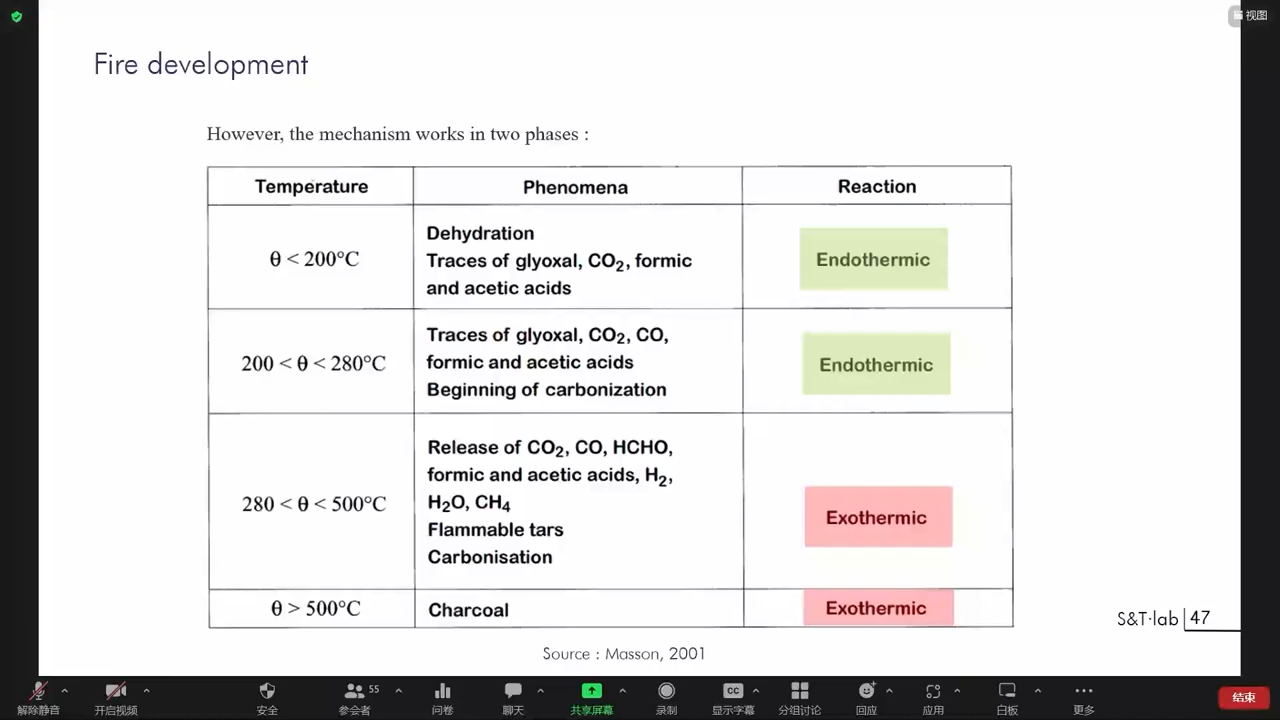 视图
Fire development
However, the mechanism works in two phases :
Temperature Phenomena Reaction
θ < 200°C
Dehydration
Traces of glyoxal, CO₂, formic
and acetic acids
Endothermic
200 < θ < 280°C
Traces of glyoxal, CO₂, CO,
formic and acetic acids
Beginning of carbonization
Endothermic
280 < θ < 500°C
Release of CO₂, CO, HCHO,
formic and acetic acids, H₂,
H₂O, CH₄
Flammable tars
Carbonisation
Exothermic
θ > 500°C
Charcoal
Exothermic
S&T·lab 47
Source : Masson, 2001
55
CC
解除静音 开启视频 安全 参会者 问卷 聊天 共享屏幕 录制 显示字幕 分组讨论 回应 应用 白板 更多
结束